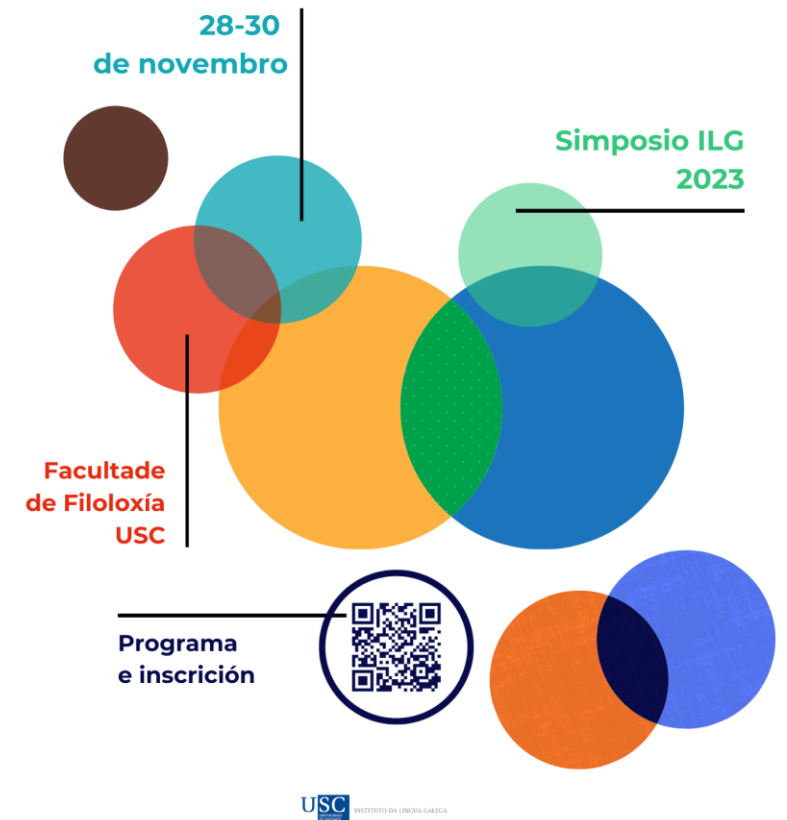 28-30
de novembro
Simposio ILG
2023
Facultade
de Filoloxía
USC
Programa
e inscrición
USC
INSTITUTO DA LINGUA GALEGA